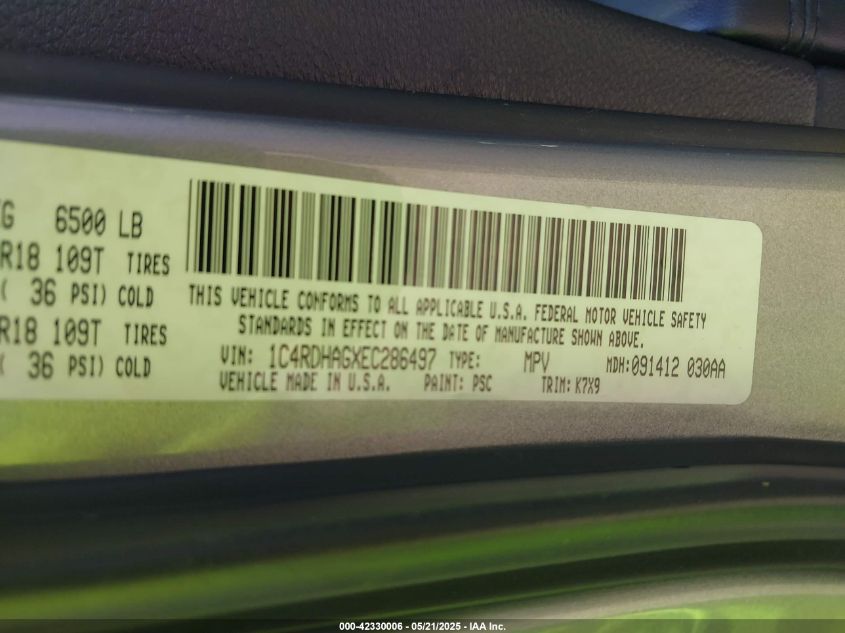 6500 LB
R18 109T TIRES
36 PSI) COLD
R18 109T TIRES
36 PSI) COLD
THIS VEHICLE CONFORMS TO ALL APPLICABLE U.S.A. FEDERAL MOTOR VEHICLE SAFETY
STANDARDS IN EFFECT ON THE DATE OF MANUFACTURE SHOWN ABOVE.
VIN: 1C4RDHAGXEC286497 TYPE: MPV MDH:091412 030AA
VEHICLE MADE IN U.S.A. PAINT: PSC TRIM: K7X9
000-42330006 - 05/21/2025 - IAA Inc.